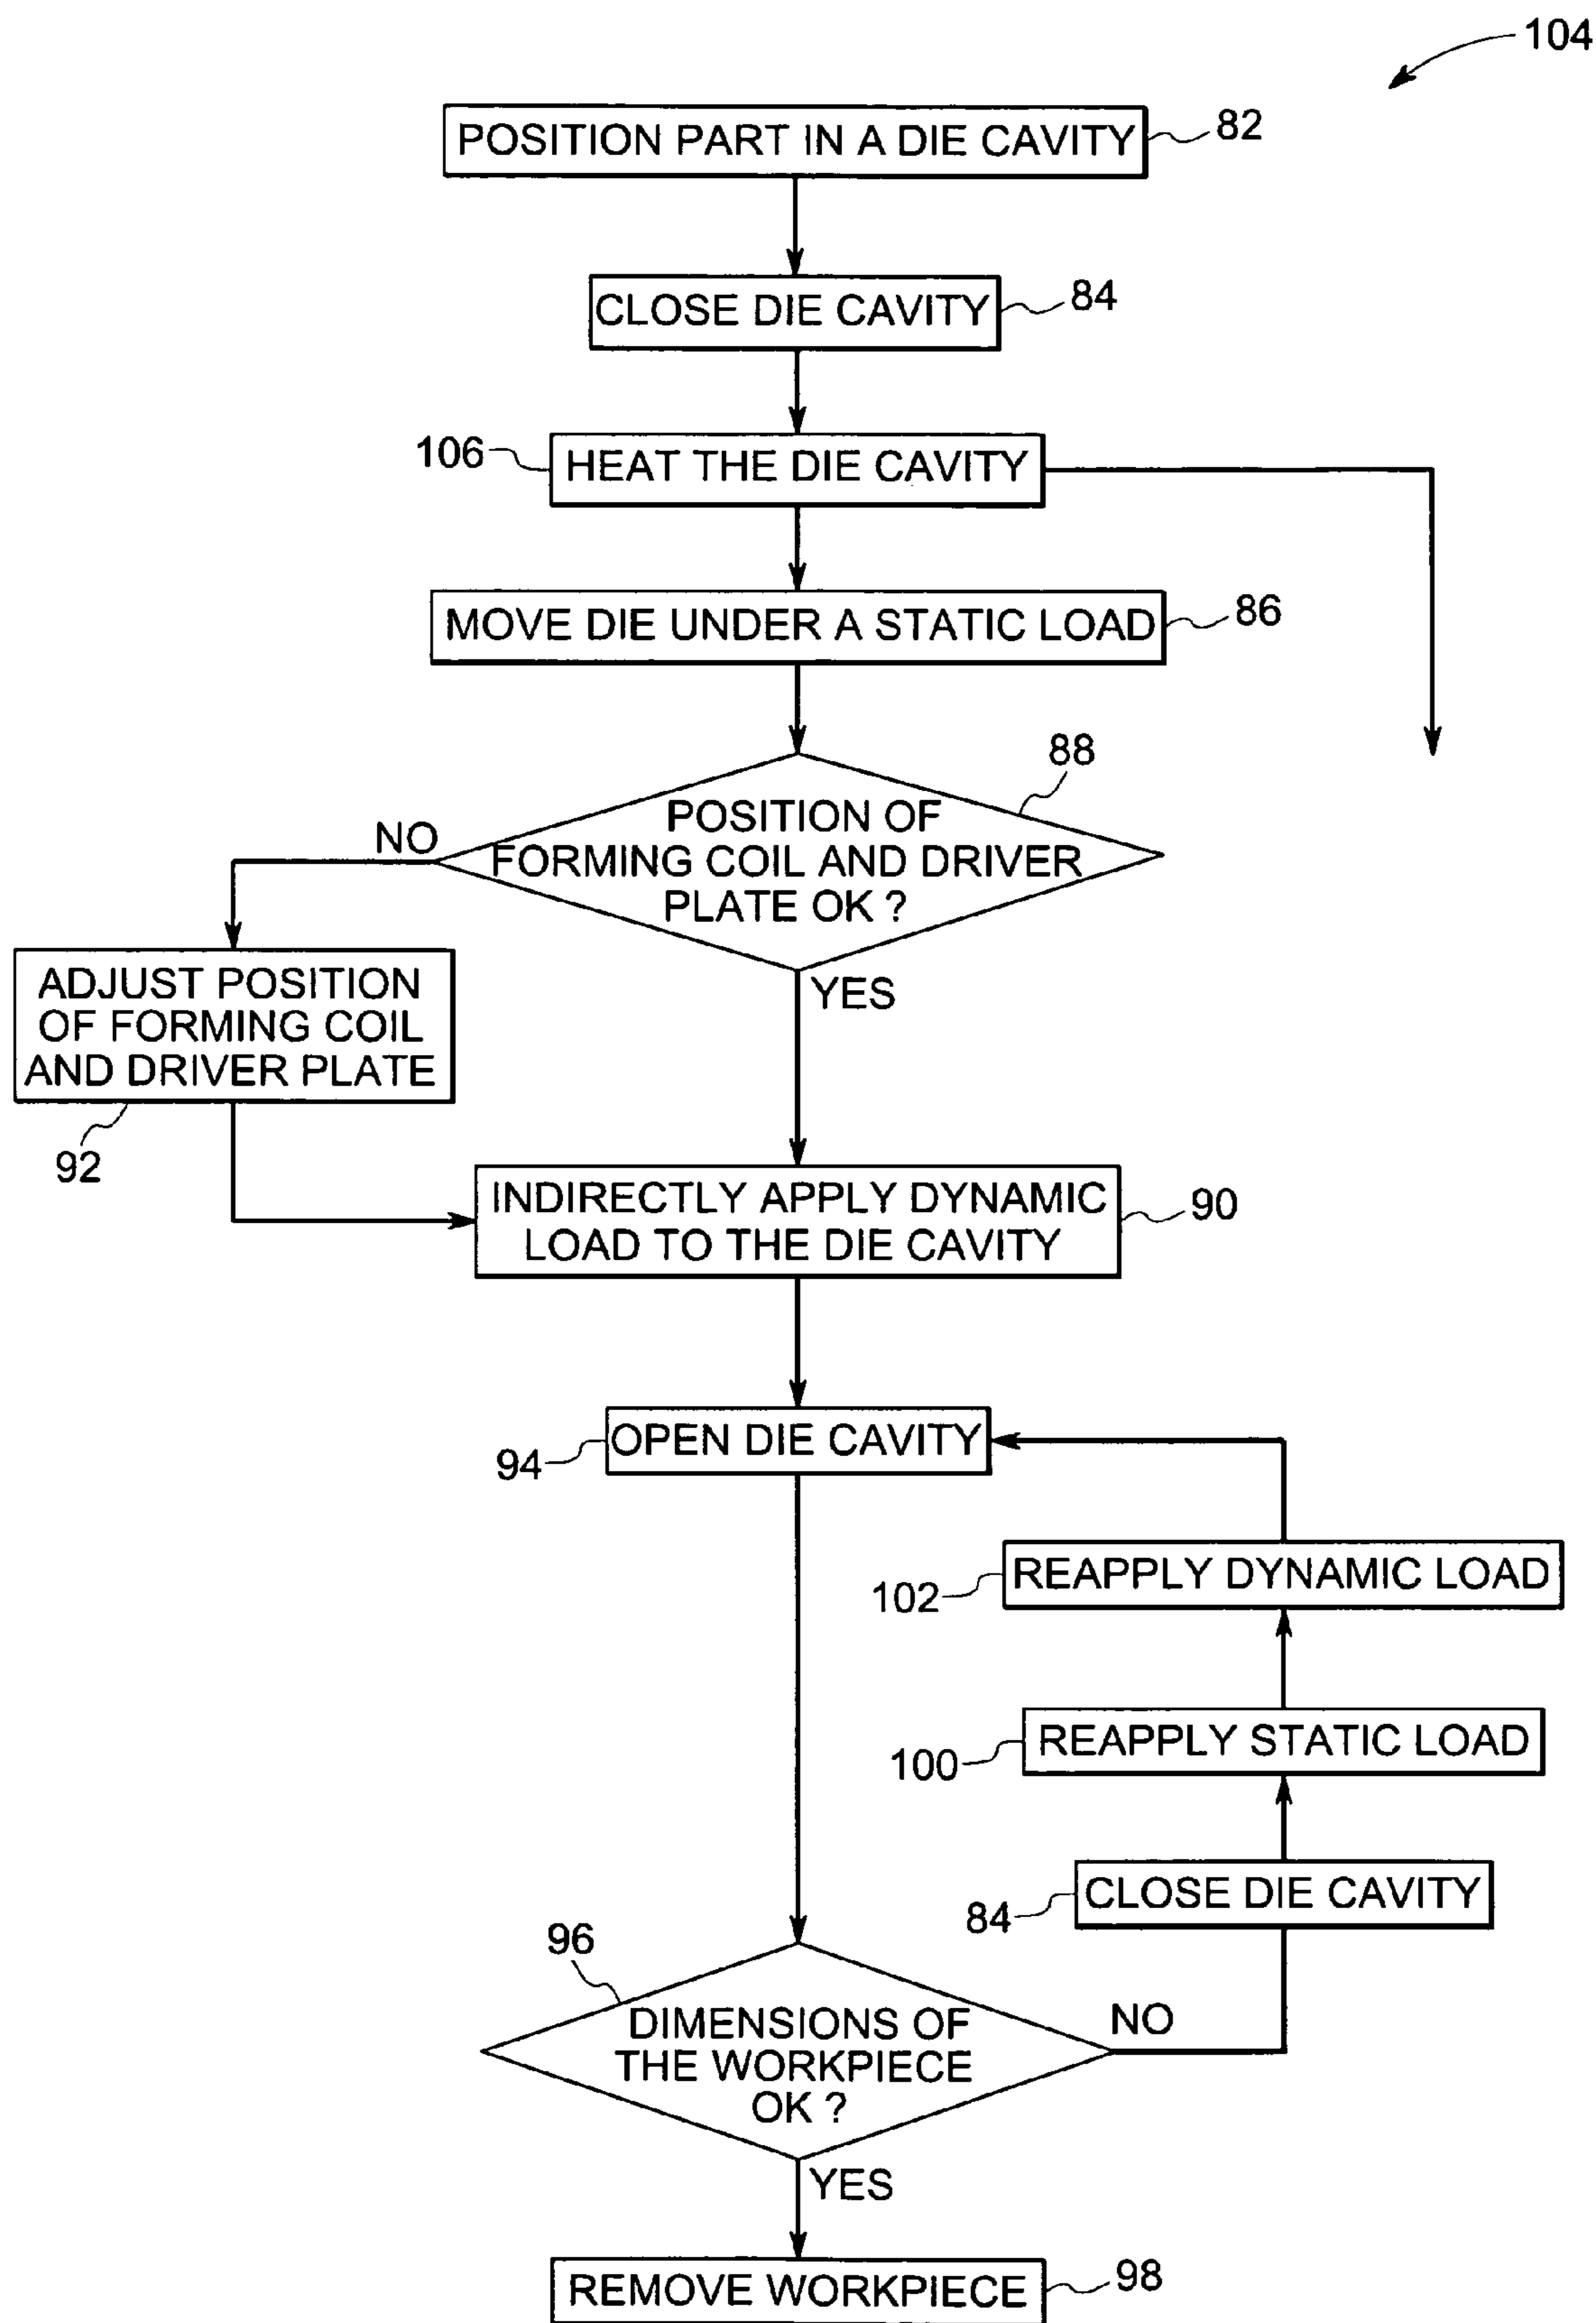 104
POSITION PART IN A DIE CAVITY
82
CLOSE DIE CAVITY
84
106
HEAT THE DIE CAVITY
MOVE DIE UNDER A STATIC LOAD
86
88
POSITION OF
FORMING COIL AND DRIVER
PLATE OK ?
NO
YES
ADJUST POSITION
OF FORMING COIL
AND DRIVER PLATE
92
INDIRECTLY APPLY DYNAMIC
LOAD TO THE DIE CAVITY
90
OPEN DIE CAVITY
94
REAPPLY DYNAMIC LOAD
102
REAPPLY STATIC LOAD
100
CLOSE DIE CAVITY
84
96
DIMENSIONS OF
THE WORKPIECE
OK ?
NO
YES
REMOVE WORKPIECE
98